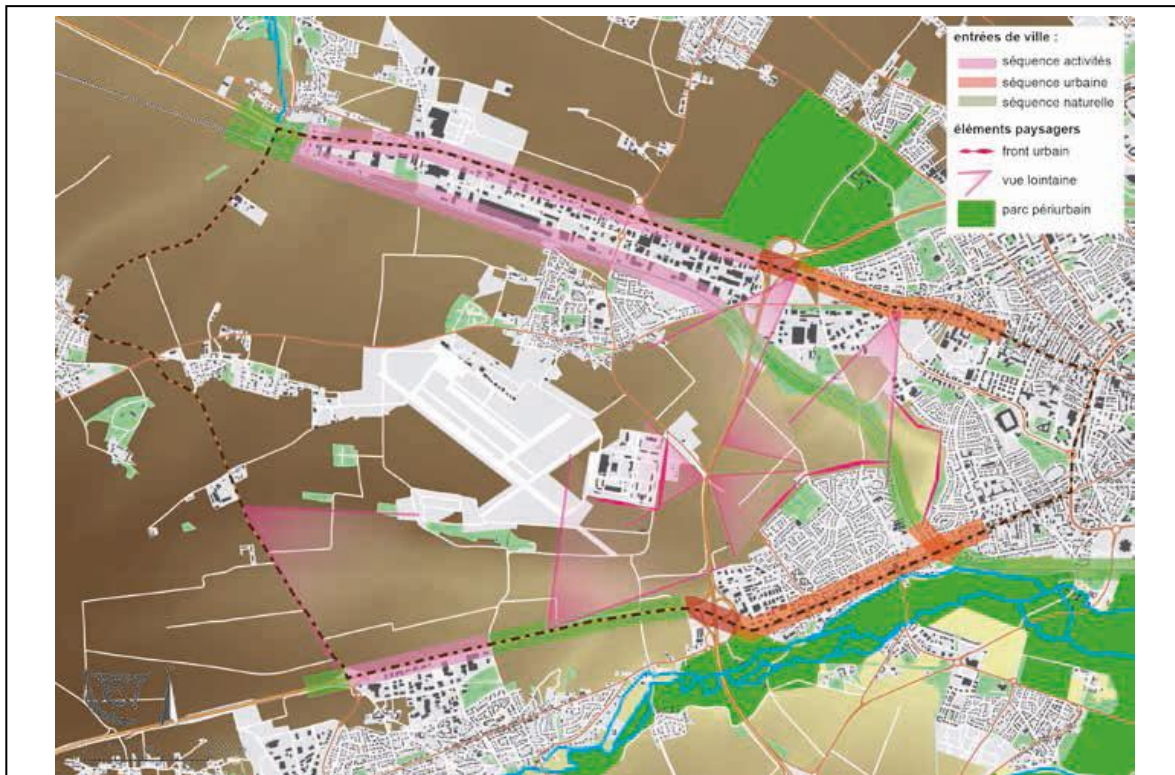 entrées de ville :
séquence activités
séquence urbaine
séquence naturelle
éléments paysagers
front urbain
vue lointaine
parc périurbain